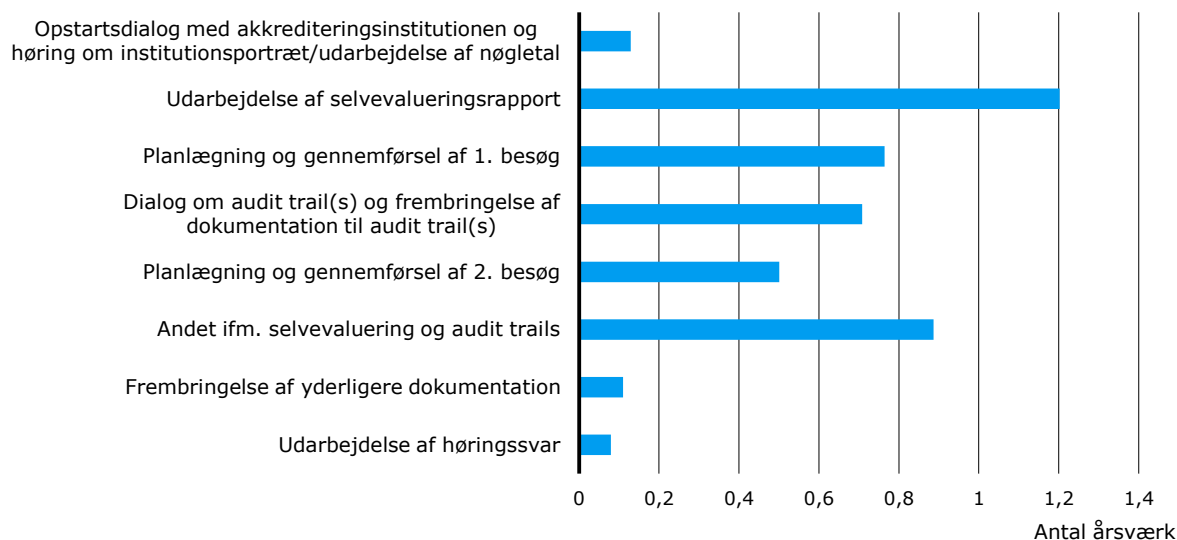 Opstartsdialog med akkrediteringsinstitutionen og
høring om institutionsportræt/udarbejdelse af nøgletal
Udarbejdelse af selvevalueringsrapport
Planlægning og gennemførsel af 1. besøg
Dialog om audit trail(s) og frembringelse af
dokumentation til audit trail(s)
Planlægning og gennemførsel af 2. besøg
Andet ifm. selvevaluering og audit trails
Frembringelse af yderligere dokumentation
Udarbejdelse af høringssvar
0 0,2 0,4 0,6 0,8 1 1,2 1,4
Antal årsværk